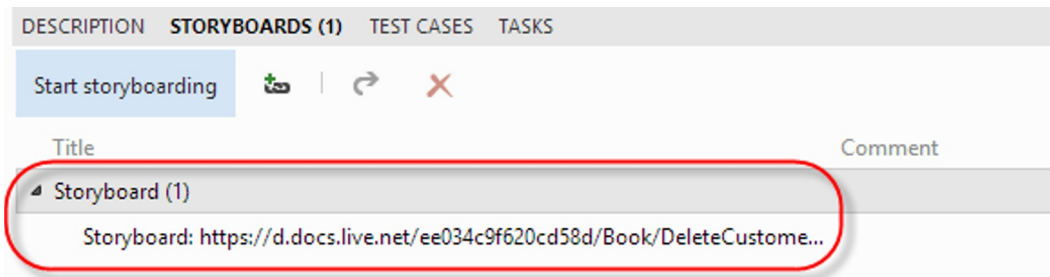 DESCRIPTION STORYBOARDS (1) TEST CASES TASKS
Start storyboarding
Title Comment
Storyboard (1)
Storyboard: https://d.docs.live.net/ee034c9f620cd58d/Book/DeleteCustome...